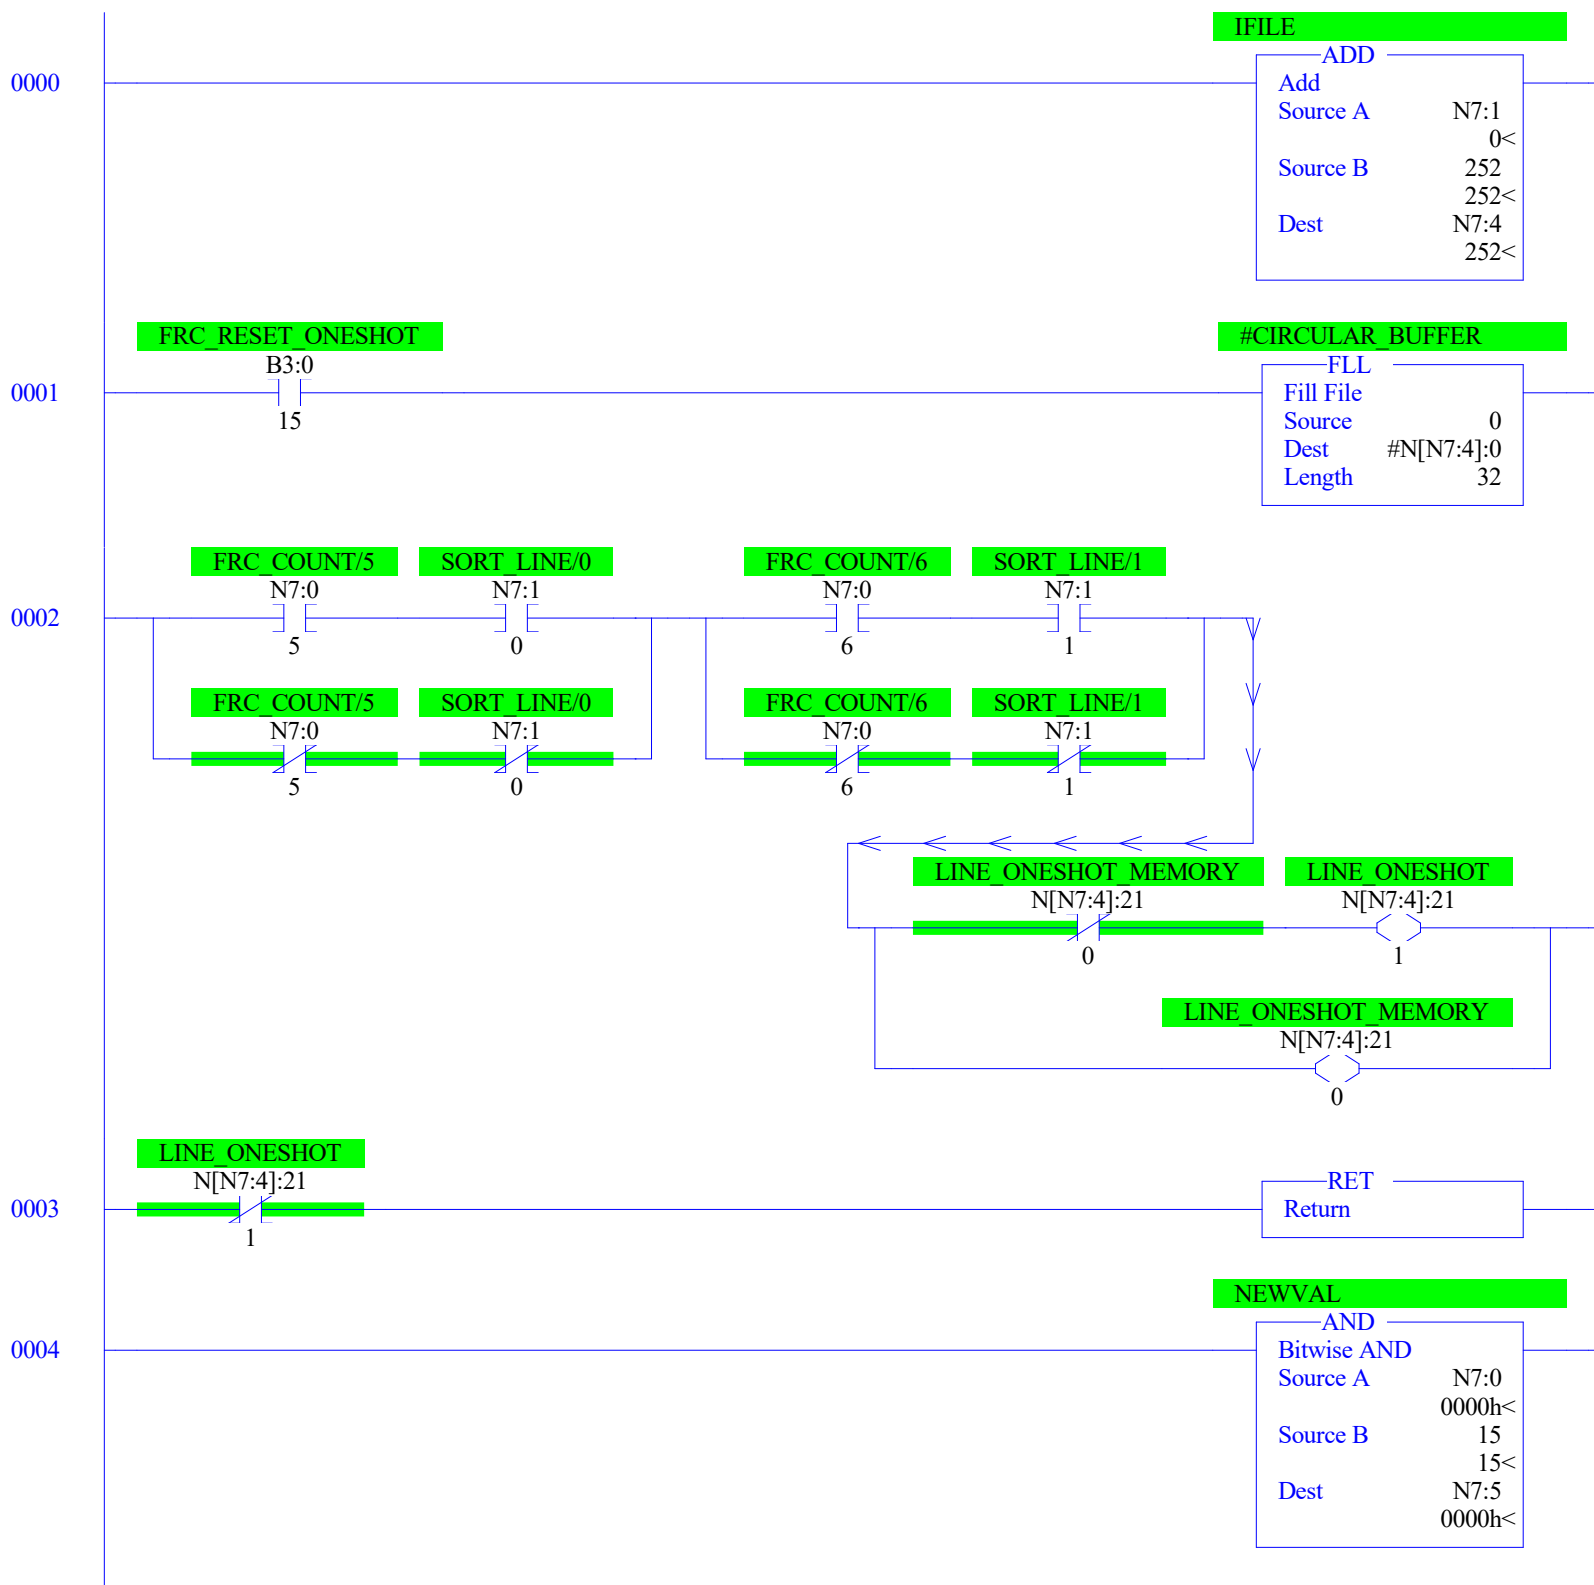 IFILE
ADD
0000
Add
Source A N7:1
0<
Source B 252
252<
Dest N7:4
252<
FRC_RESET_ONESHOT #CIRCULAR_BUFFER
B3:0 FLL
0001
Fill File
15 Source 0
Dest #N[N7:4]:0
Length 32
FRC_COUNT/5 SORT_LINE/0 FRC_COUNT/6 SORT_LINE/1
N7:0 N7:1 N7:0 N7:1
0002
5 0 6 1
FRC_COUNT/5 SORT_LINE/0 FRC_COUNT/6 SORT_LINE/1
N7:0 N7:1 N7:0 N7:1
5 0 6 1
LINE_ONESHOT_MEMORY LINE_ONESHOT
N[N7:4]:21 N[N7:4]:21
0 1
LINE_ONESHOT_MEMORY
N[N7:4]:21
0
LINE_ONESHOT
N[N7:4]:21 RET
0003 Return
1
NEWVAL
AND
0004 Bitwise AND
Source A N7:0
0000h<
Source B 15
15<
Dest N7:5
0000h<